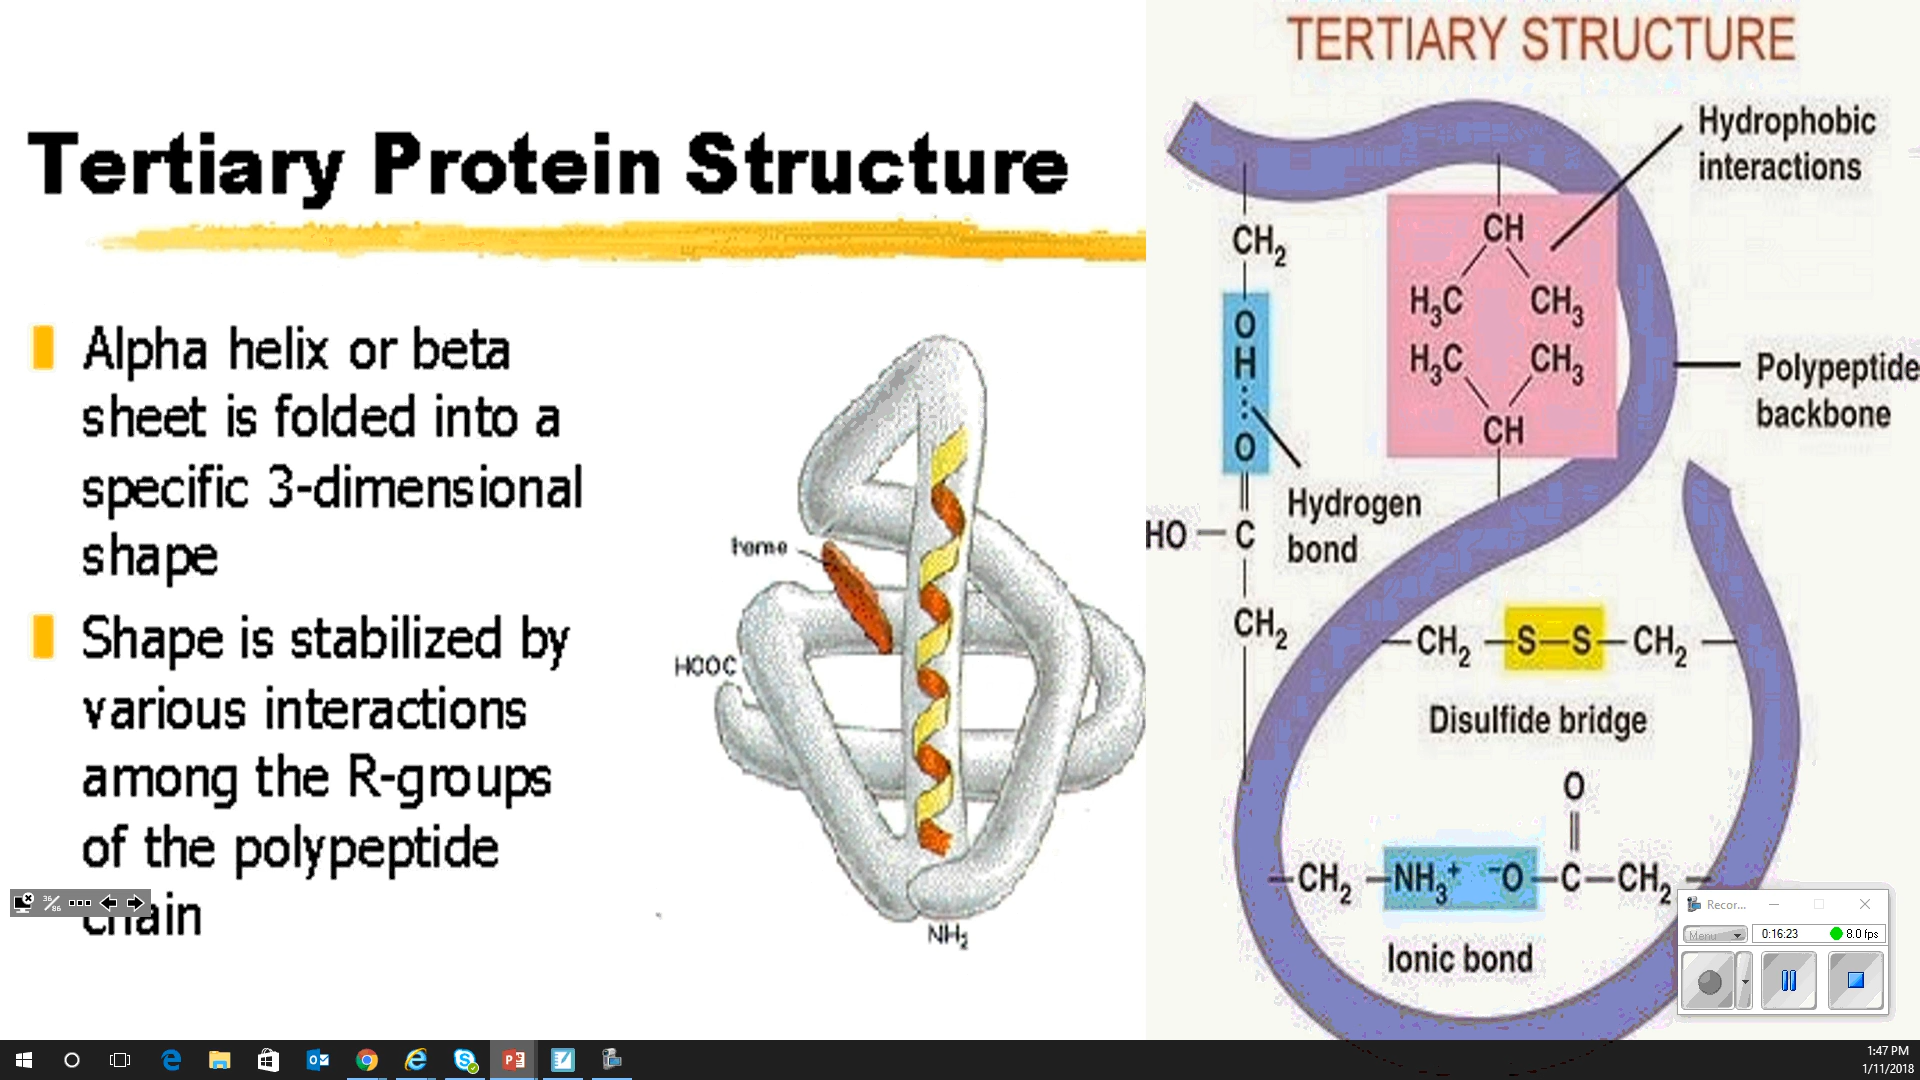 Tertiary Protein Structure
Alpha helix or beta
sheet is folded into a
specific 3-dimensional
shape
Shape is stabilized by
various interactions
among the R-groups
of the polypeptide
chain
heme
HOOC
NH2
TERTIARY STRUCTURE
Hydrophobic
interactions
CH2
CH
H3C CH3
H3C CH3
CH
O
H
O
Polypeptide
backbone
Hydrogen
bond
HO — C
CH2
—CH2 —S—S—CH2 —
Disulfide bridge
O
—CH2 —NH3+ -O—C—CH2 —
Ionic bond
36/86
Recor...
Menu
0:16:23
8.0 fps
1:47 PM
1/11/2018